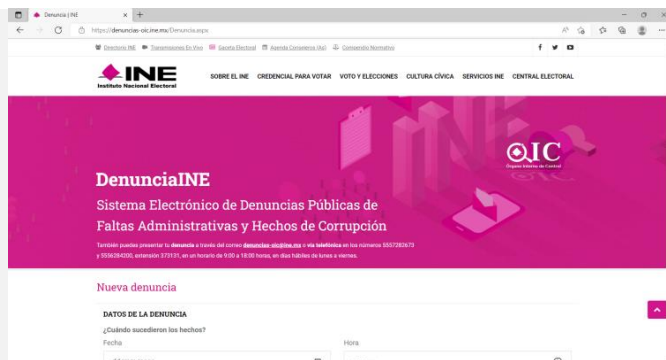 Denuncia | INE
https://denuncias-oic.ine.mx/Denuncia.aspx
Directorio INE Transmisiones En Vivo Gaceta Electoral Agenda Consejeros (As) Compendio Normativo
INE
Instituto Nacional Electoral
SOBRE EL INE CREDENCIAL PARA VOTAR VOTO Y ELECCIONES CULTURA CÍVICA SERVICIOS INE CENTRAL ELECTORAL
OIC
Órgano Interno de Control
DenunciaINE
Sistema Electrónico de Denuncias Públicas de
Faltas Administrativas y Hechos de Corrupción
También puedes presentar tu denuncia a través del correo denuncias-oic@ine.mx o vía telefónica en los números 5557282673
y 5556284200, extensión 373131, en un horario de 9:00 a 18:00 horas, en días hábiles de lunes a viernes.
Nueva denuncia
DATOS DE LA DENUNCIA
¿Cuándo sucedieron los hechos?
Fecha Hora